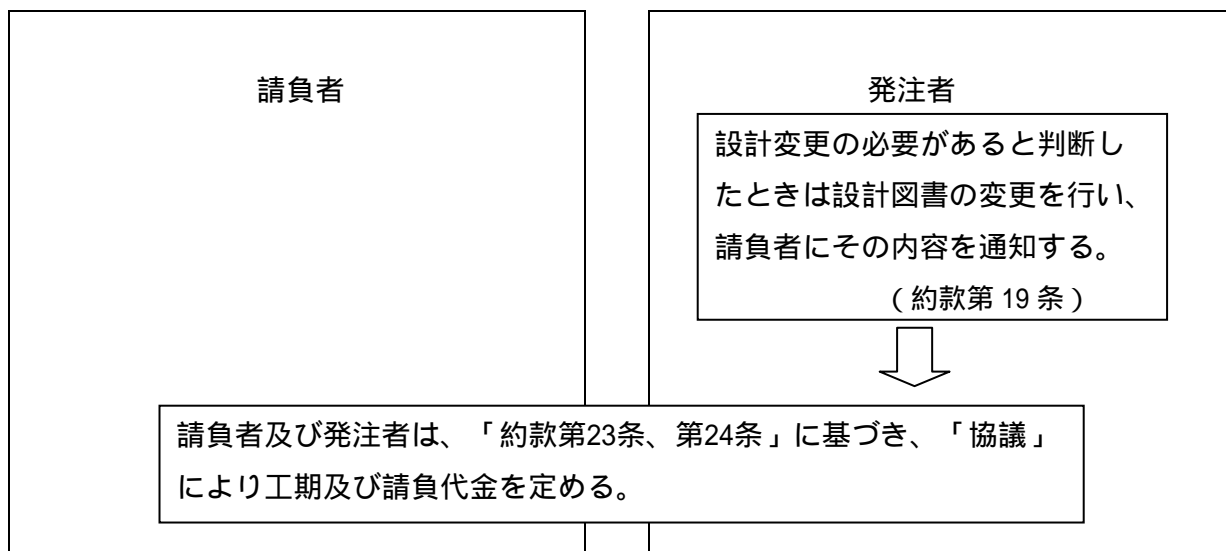 請負者
発注者
設計変更の必要があると判断し
たときは設計図書の変更を行い、
請負者にその内容を通知する。
(約款第 19 条)
請負者及び発注者は、「約款第23条、第24条」に基づき、「協議」
により工期及び請負代金を定める。